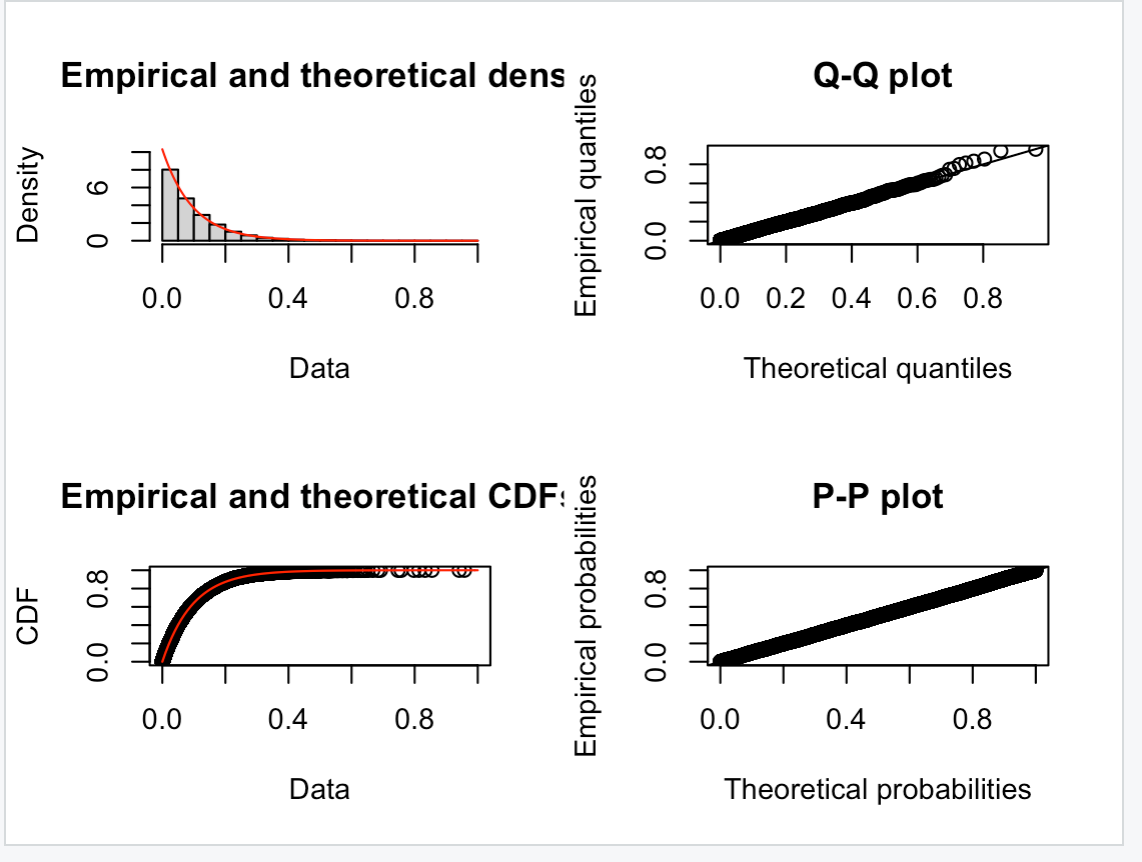 Empirical and theoretical dens
Density
0 6
0.0 0.4 0.8
Data
Q-Q plot
Empirical quantiles
0.0 0.8
0.0 0.2 0.4 0.6 0.8
Theoretical quantiles
Empirical and theoretical CDFs
CDF
0.0 0.8
0.0 0.4 0.8
Data
P-P plot
Empirical probabilities
0.0 0.8
0.0 0.4 0.8
Theoretical probabilities